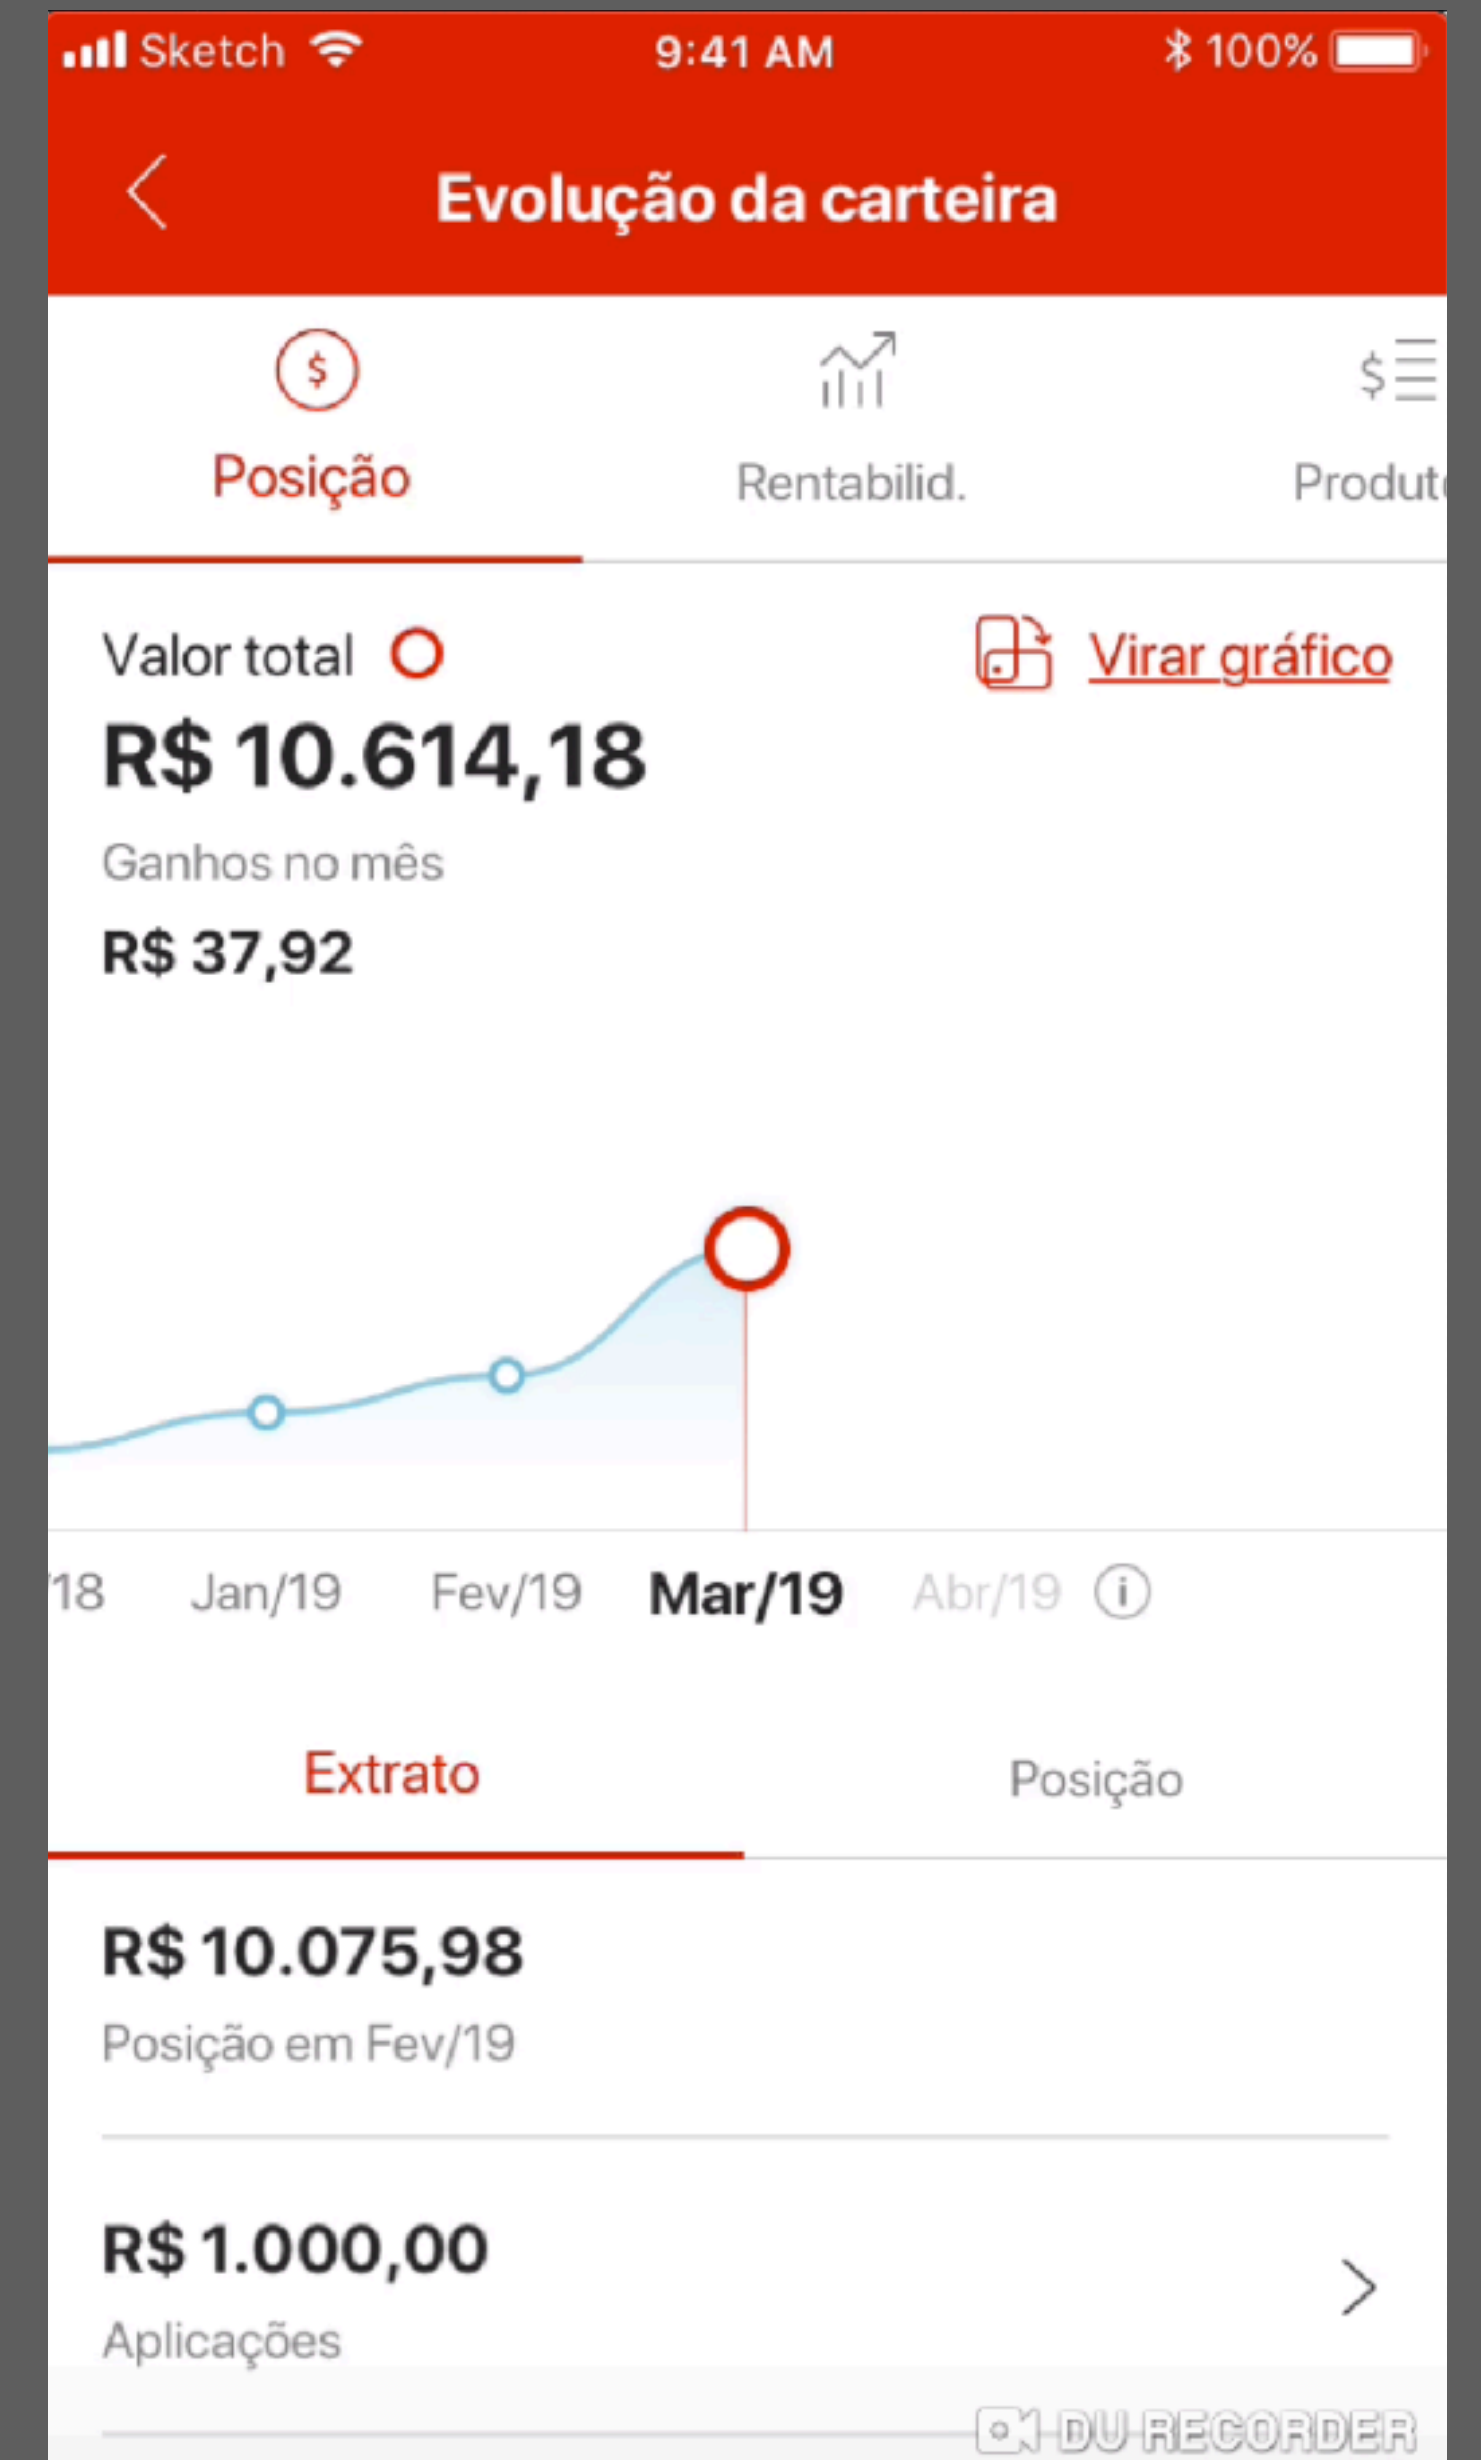 Sketch 9:41 AM 100%
Evolução da carteira
$ $
Posição Rentabilid. Produt
Valor total Virar gráfico
R$ 10.614,18
Ganhos no mês
R$ 37,92
'18 Jan/19 Fev/19 Mar/19 Abr/19 i
Extrato Posição
R$ 10.075,98
Posição em Fev/19
R$ 1.000,00
Aplicações
DU RECORDER